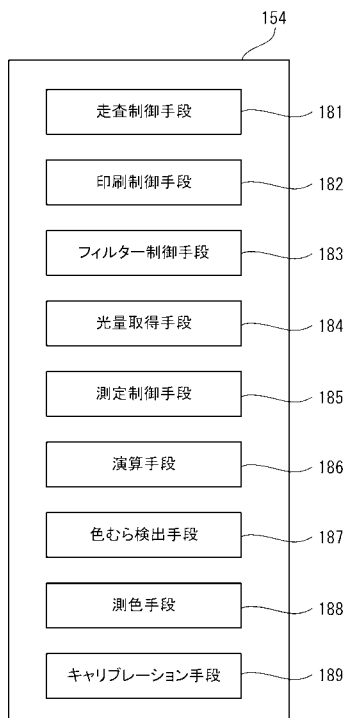 154
走査制御手段 181
印刷制御手段 182
フィルター制御手段 183
光量取得手段 184
測定制御手段 185
演算手段 186
色むら検出手段 187
測色手段 188
キャリブレーション手段 189